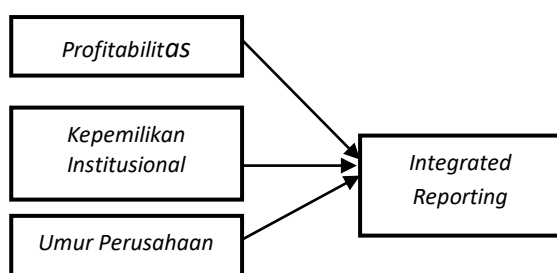 Profitabilitas
Kepemilikan
Institusional
Integrated
Reporting
Umur Perusahaan